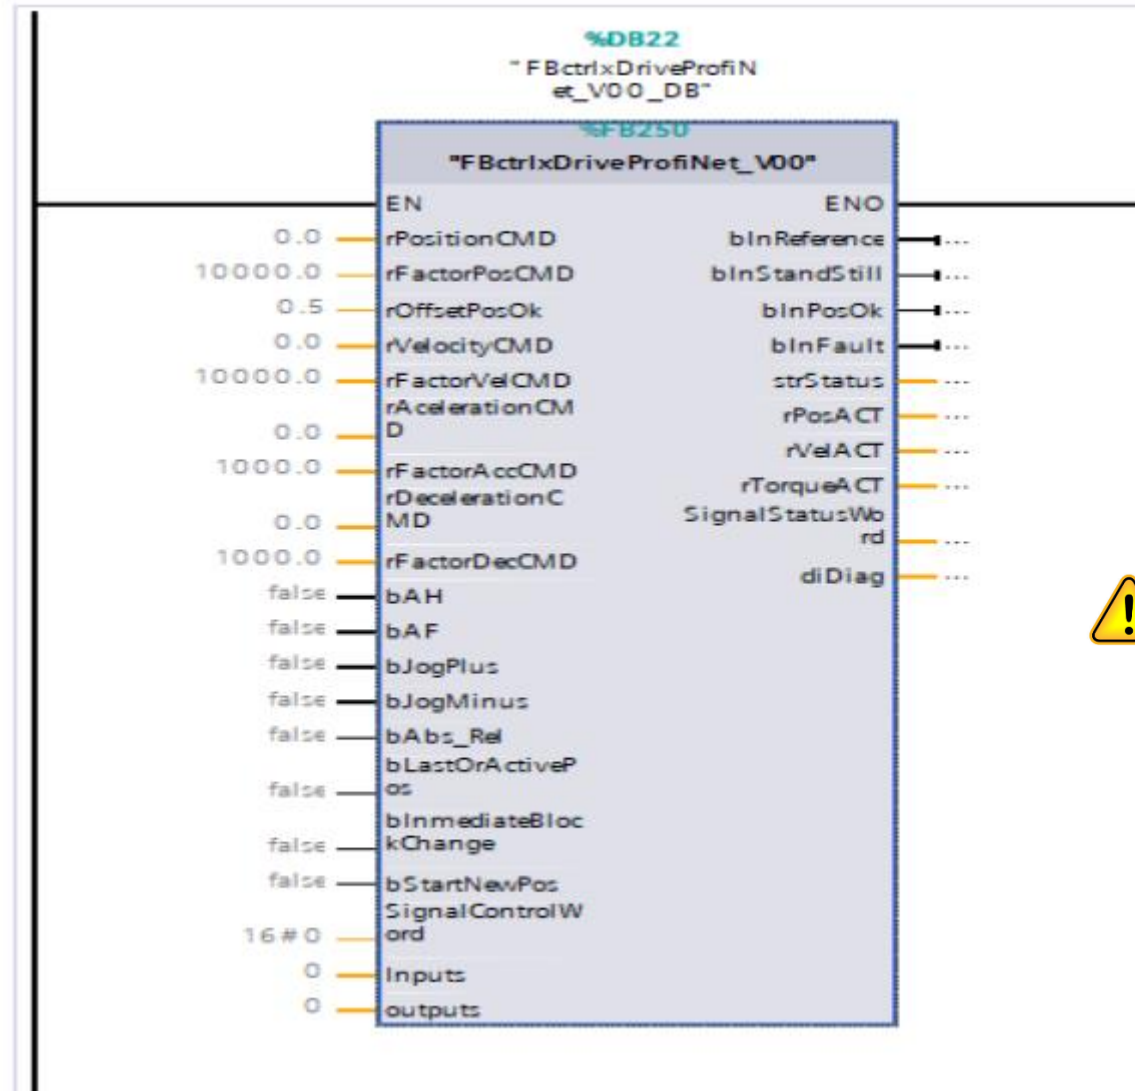 %DB22
"FBctrlxDriveProfiN
et_V00_DB"
%FB250
"FBctrlxDriveProfiNet_V00"
EN ENO
0.0 rPositionCMD bInReference ...
10000.0 rFactorPosCMD bInStandStill ...
0.5 rOffsetPosOk bInPosOk ...
0.0 rVelocityCMD bInFault ...
10000.0 rFactorVelCMD strStatus ...
rAcelerationCM
0.0 D rPosACT ...
rVelACT ...
1000.0 rFactorAccCMD rTorqueACT ...
rDecelerationC
0.0 MD SignalStatusWo
rd ...
1000.0 rFactorDecCMD diDiag ...
false bAH
false bAF
false bJogPlus
false bJogMinus
false bAbs_Rel
bLastOrActiveP
false os
bInmediateBloc
false kChange
false bStartNewPos
SignalControlW
16#0 ord
0 Inputs
0 outputs